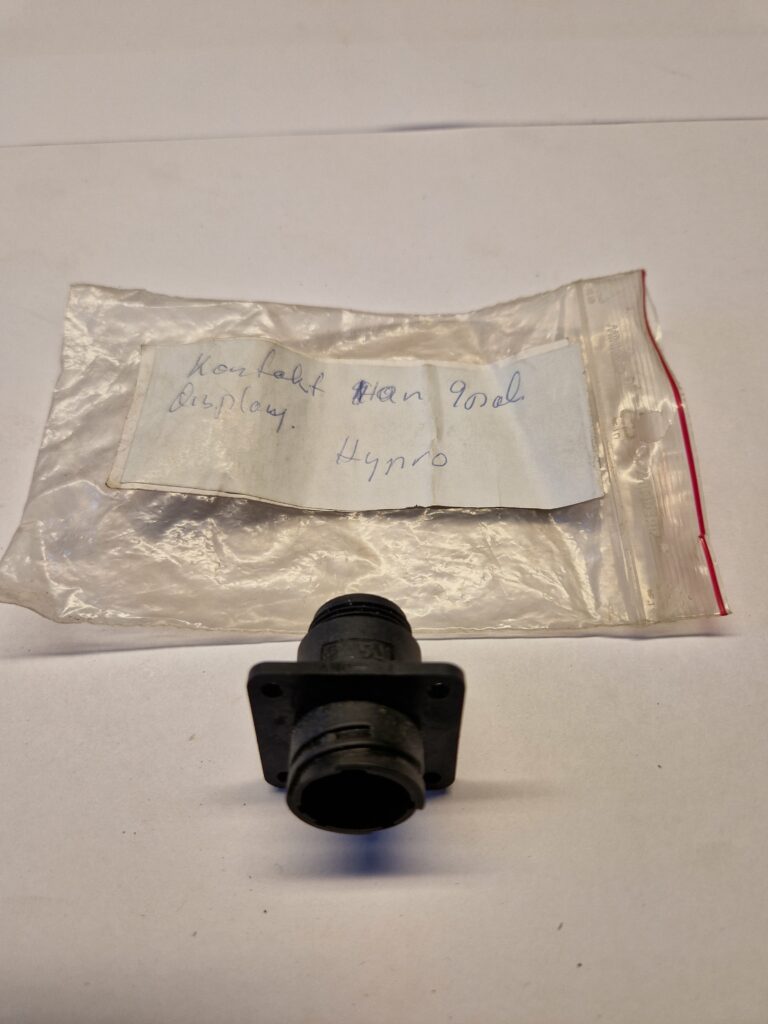 Kontakt Han 9pol
Display.
Hypro